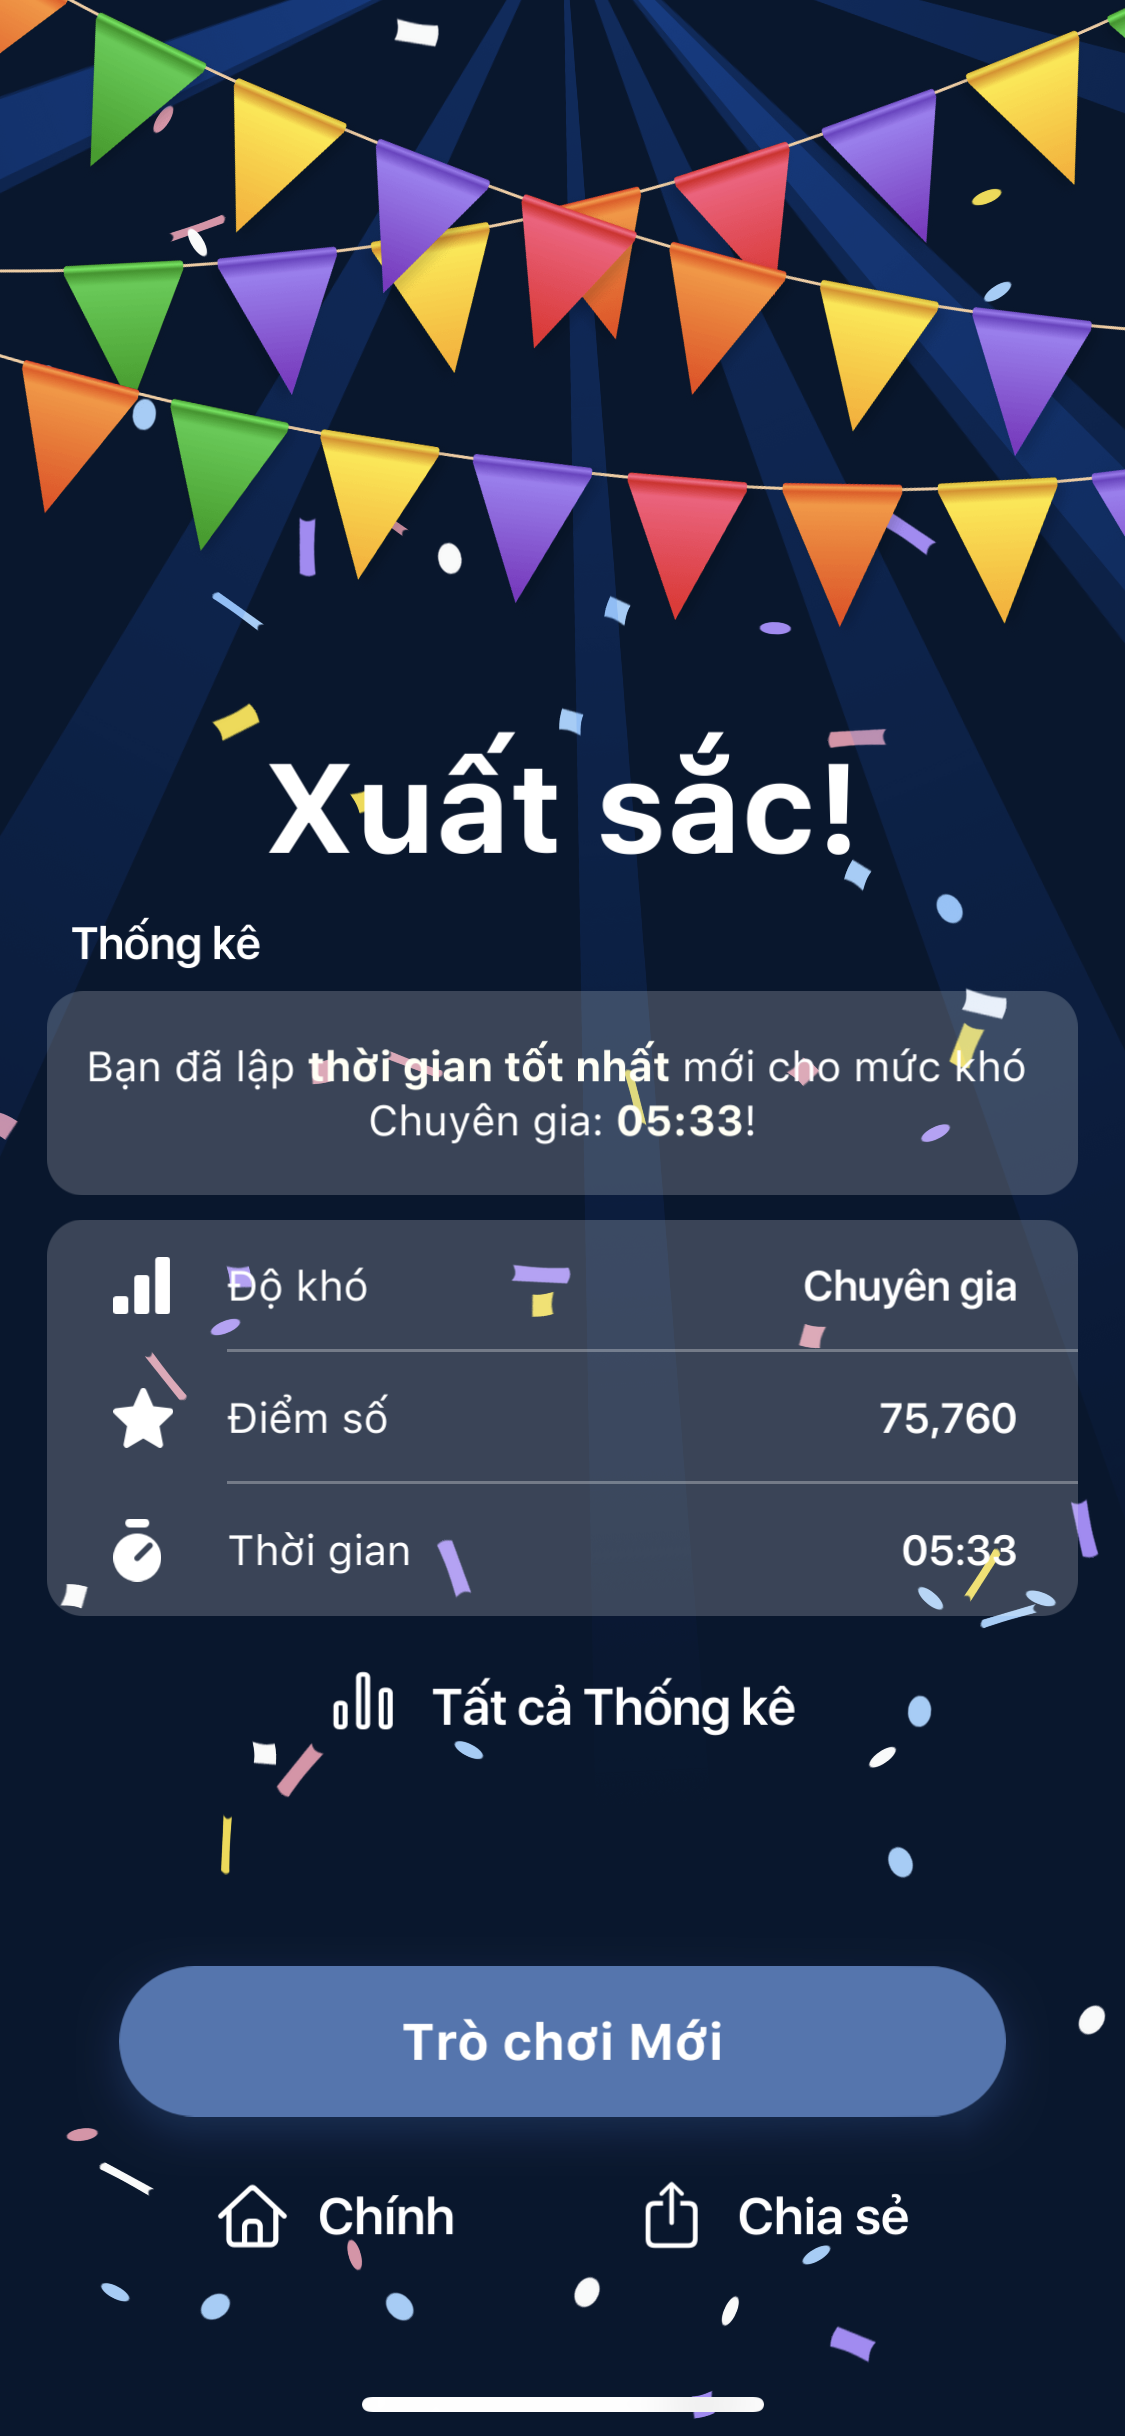 Xuất sắc!
Thống kê
Bạn đã lập thời gian tốt nhất mới cho mức khó
Chuyên gia: 05:33!
Độ khó Chuyên gia
Điểm số 75,760
Thời gian 05:33
Tất cả Thống kê
Trò chơi Mới
Chính Chia sẻ